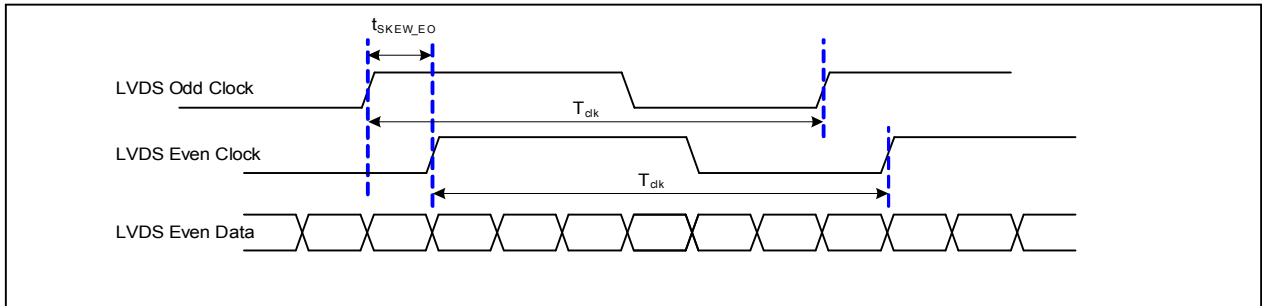 tSKEW_EO
LVDS Odd Clock
Tclk
LVDS Even Clock
Tclk
LVDS Even Data